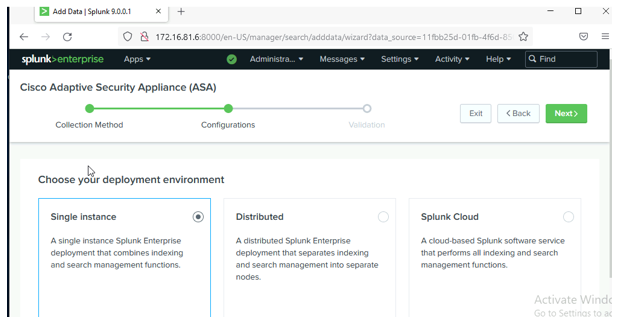 Add Data | Splunk 9.0.0.1
172.16.81.6:8000/en-US/manager/search/adddata/wizard?data_source=11fbb25d-01fb-4f6d-85
splunk>enterprise Apps Administra... Messages Settings Activity Help Find
Cisco Adaptive Security Appliance (ASA)
Collection Method Configurations Validation
Exit < Back Next >
Choose your deployment environment
Single instance
A single instance Splunk Enterprise
deployment that combines indexing
and search management functions.
Distributed
A distributed Splunk Enterprise
deployment that separates indexing
and search management into separate
nodes.
Splunk Cloud
A cloud-based Splunk software service
that performs all indexing and search
management functions.
Activate Windo
Go to Settings to ac